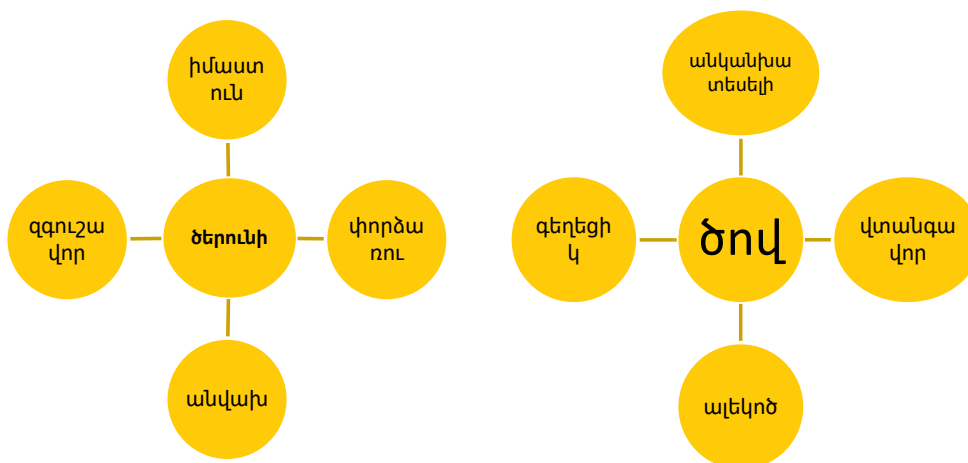 իմաստ
ուն
զգուշա
վոր
ծերունի
փորձա
ռու
անվախ
անկանխա
տեսելի
գեղեցի
կ
ծով
վտանգա
վոր
ալեկոծ